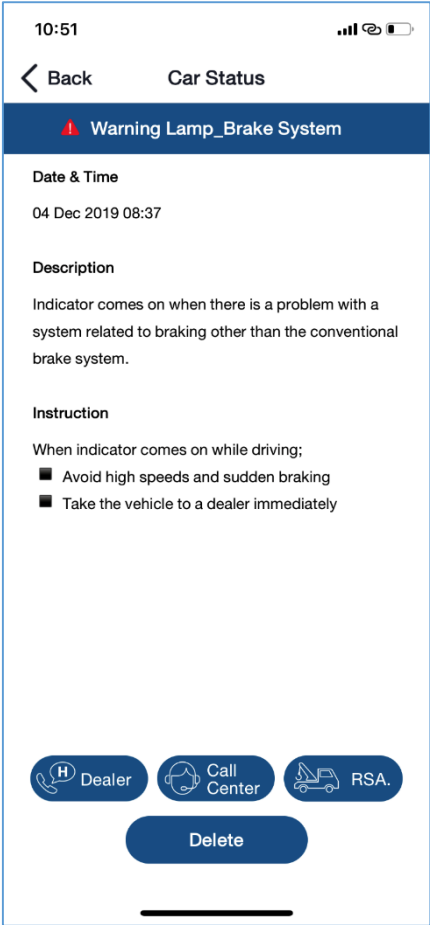 10:51
Back
Car Status
Warning Lamp_Brake System
Date & Time
04 Dec 2019 08:37
Description
Indicator comes on when there is a problem with a
system related to braking other than the conventional
brake system.
Instruction
When indicator comes on while driving;
Avoid high speeds and sudden braking
Take the vehicle to a dealer immediately
H
Dealer
Call
Center
RSA.
Delete